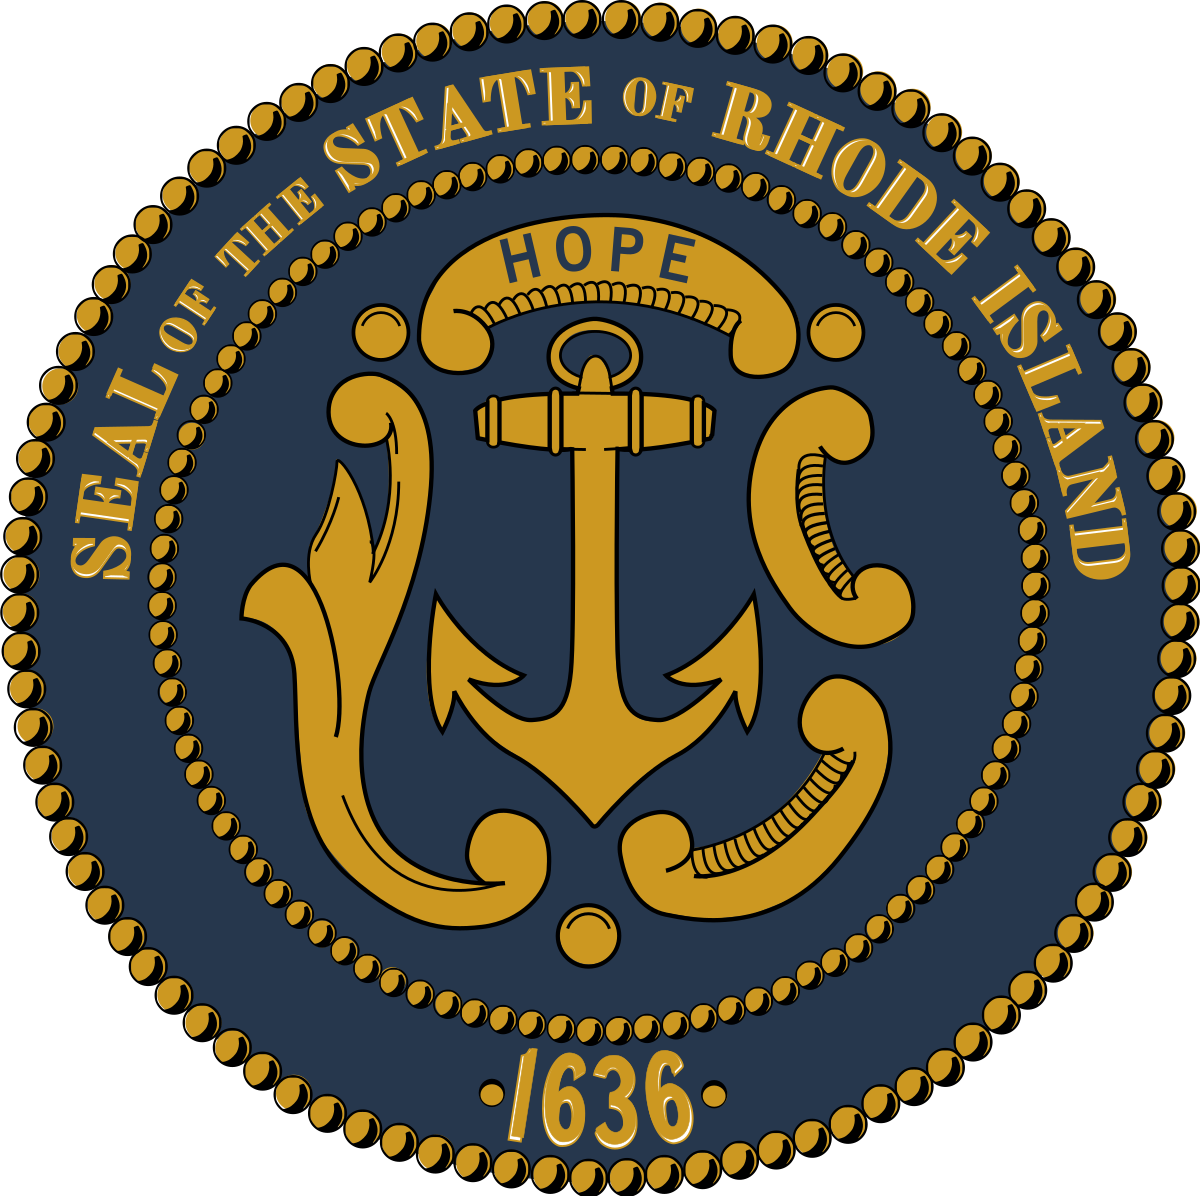 SEAL OF THE STATE OF RHODE ISLAND
HOPE
·1636·